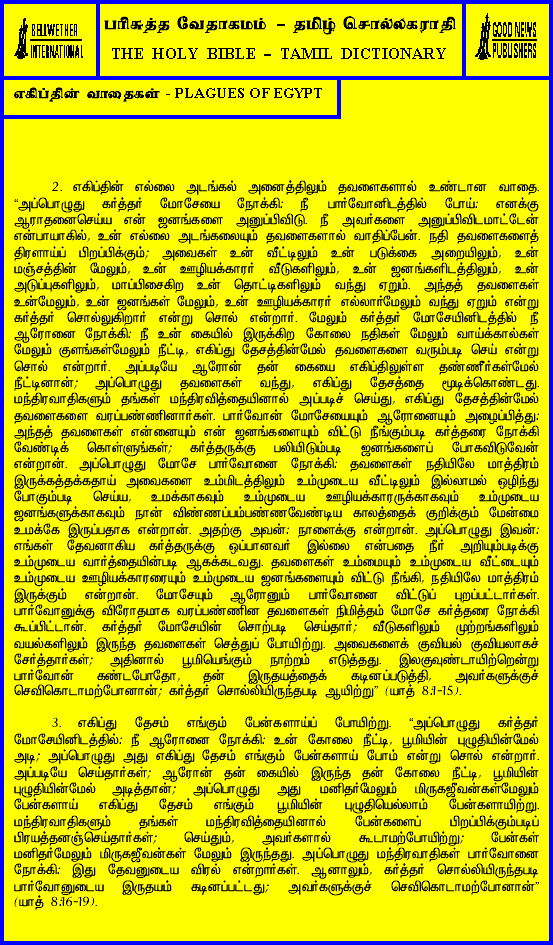 BELLWETHER
INTERNATIONAL
பரிசுத்த வேதாகமம் – தமிழ் சொல்லகராதி
THE HOLY BIBLE – TAMIL DICTIONARY
GOOD NEWS
PUBLISHERS
எகிப்தின் வாதைகள் - PLAGUES OF EGYPT
2. எகிப்தின் எல்லை அடங்கல் அனைத்திலும் தவளைகளால் உண்டான வாதை.
“அப்பொழுது கர்த்தர் மோசேயை நோக்கி: நீ பார்வோனிடத்தில் போய்: எனக்கு
ஆராதனைசெய்ய என் ஜனங்களை அனுப்பிவிடு. நீ அவர்களை அனுப்பிவிடமாட்டேன்
என்பாயாகில், உன் எல்லை அடங்கலையும் தவளைகளால் வாதிப்பேன். நதி தவளைகளைத்
திரளாய்ப் பிறப்பிக்கும்; அவைகள் உன் வீட்டிலும் உன் படுக்கை அறையிலும், உன்
மஞ்சத்தின் மேலும், உன் ஊழியக்காரர் வீடுகளிலும், உன் ஜனங்களிடத்திலும், உன்
அடுப்புகளிலும், மாப்பிசைகிற உன் தொட்டிகளிலும் வந்து ஏறும். அந்தத் தவளைகள்
உன்மேலும், உன் ஜனங்கள் மேலும், உன் ஊழியக்காரர் எல்லார்மேலும் வந்து ஏறும் என்று
கர்த்தர் சொல்லுகிறார் என்று சொல் என்றார். மேலும் கர்த்தர் மோசேயினிடத்தில் நீ
ஆரோனை நோக்கி: நீ உன் கையில் இருக்கிற கோலை நதிகள் மேலும் வாய்க்கால்கள்
மேலும் குளங்கள்மேலும் நீட்டி, எகிப்து தேசத்தின்மேல் தவளைகளை வரும்படி செய் என்று
சொல் என்றார். அப்படியே ஆரோன் தன் கையை எகிப்திலுள்ள தண்ணீர்கள்மேல்
நீட்டினான்; அப்பொழுது தவளைகள் வந்து, எகிப்து தேசத்தை மூடிக்கொண்டது.
மந்திரவாதிகளும் தங்கள் மந்திரவித்தையினால் அப்படிச் செய்து, எகிப்து தேசத்தின்மேல்
தவளைகளை வரப்பண்ணினார்கள். பார்வோன் மோசேயையும் ஆரோனையும் அழைப்பித்து:
அந்தத் தவளைகள் என்னையும் என் ஜனங்களையும் விட்டு நீங்கும்படி கர்த்தரை நோக்கி
வேண்டிக் கொள்ளுங்கள்; கர்த்தருக்கு பலியிடும்படி ஜனங்களைப் போகவிடுவேன்
என்றான். அப்பொழுது மோசே பார்வோனை நோக்கி: தவளைகள் நதியிலே மாத்திரம்
இருக்கத்தக்கதாய் அவைகளை உம்மிடத்திலும் உம்முடைய வீட்டிலும் இல்லாமல் ஒழிந்து
போகும்படி செய்ய, உமக்காகவும் உம்முடைய ஊழியக்காரருக்காகவும் உம்முடைய
ஜனங்களுக்காகவும் நான் விண்ணப்பம்பண்ணவேண்டிய காலத்தைக் குறிக்கும் மேன்மை
உமக்கே இருப்பதாக என்றான். அதற்கு அவன்: நாளைக்கு என்றான். அப்பொழுது இவன்:
எங்கள் தேவனாகிய கர்த்தருக்கு ஒப்பானவர் இல்லை என்பதை நீர் அறியும்படிக்கு
உம்முடைய வார்த்தையின்படி ஆகக்கடவது. தவளைகள் உம்மையும் உம்முடைய வீட்டையும்
உம்முடைய ஊழியக்காரரையும் உம்முடைய ஜனங்களையும் விட்டு நீங்கி, நதியிலே மாத்திரம்
இருக்கும் என்றான். மோசேயும் ஆரோனும் பார்வோனை விட்டுப் புறப்பட்டார்கள்.
பார்வோனுக்கு விரோதமாக வரப்பண்ணின தவளைகள் நிமித்தம் மோசே கர்த்தரை நோக்கி
கூப்பிட்டான். கர்த்தர் மோசேயின் சொற்படி செய்தார்; வீடுகளிலும் முற்றங்களிலும்
வயல்களிலும் இருந்த தவளைகள் செத்துப் போயிற்று. அவைகளைக் குவியல் குவியலாகச்
சேர்த்தார்கள்; அதினால் பூமியெங்கும் நாற்றம் எடுத்தது. இலகுவுண்டாயிற்றென்று
பார்வோன் கண்டபோதோ, தன் இருதயத்தைக் கடினப்படுத்தி, அவர்களுக்குச்
செவிகொடாமற்போனான்; கர்த்தர் சொல்லியிருந்தபடி ஆயிற்று” (யாத் 8:1-15).
3. எகிப்து தேசம் எங்கும் பேன்களாய்ப் போயிற்று. “அப்பொழுது கர்த்தர்
மோசேயினிடத்தில்: நீ ஆரோனை நோக்கி: உன் கோலை நீட்டி, பூமியின் புழுதியின்மேல்
அடி; அப்பொழுது அது எகிப்து தேசம் எங்கும் பேன்களாய் போம் என்று சொல் என்றார்.
அப்படியே செய்தார்கள்; ஆரோன் தன் கையில் இருந்த தன் கோலை நீட்டி, பூமியின்
புழுதியின்மேல் அடித்தான்; அப்பொழுது அது மனிதர்மேலும் மிருகஜீவன்கள்மேலும்
பேன்களாய் எகிப்து தேசம் எங்கும் பூமியின் புழுதியெல்லாம் பேன்களாயிற்று.
மந்திரவாதிகளும் தங்கள் மந்திரவித்தையினால் பேன்களைப் பிறப்பிக்கும்படிப்
பிரயத்தனஞ்செய்தார்கள்; செய்தும், அவர்களால் கூடாமற்போயிற்று; பேன்கள்
மனிதர்மேலும் மிருகஜீவன்கள் மேலும் இருந்தது. அப்பொழுது மந்திரவாதிகள் பார்வோனை
நோக்கி: இது தேவனுடைய விரல் என்றார்கள். ஆனாலும், கர்த்தர் சொல்லியிருந்தபடி
பார்வோனுடைய இருதயம் கடினப்பட்டது; அவர்களுக்குச் செவிகொடாமற்போனான்”
(யாத் 8:16-19).